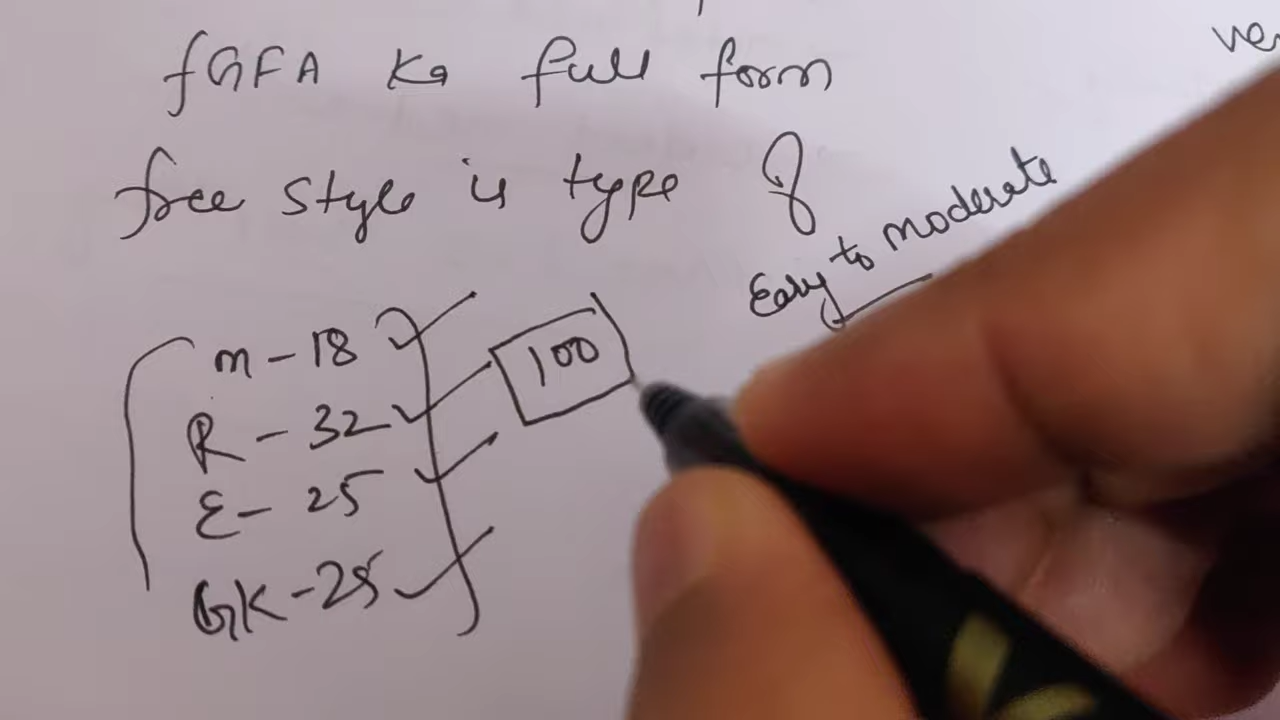 fGFA Ka full form
free style is type of
Easy to moderate
m - 18
R - 32
E - 25
GK - 25
100